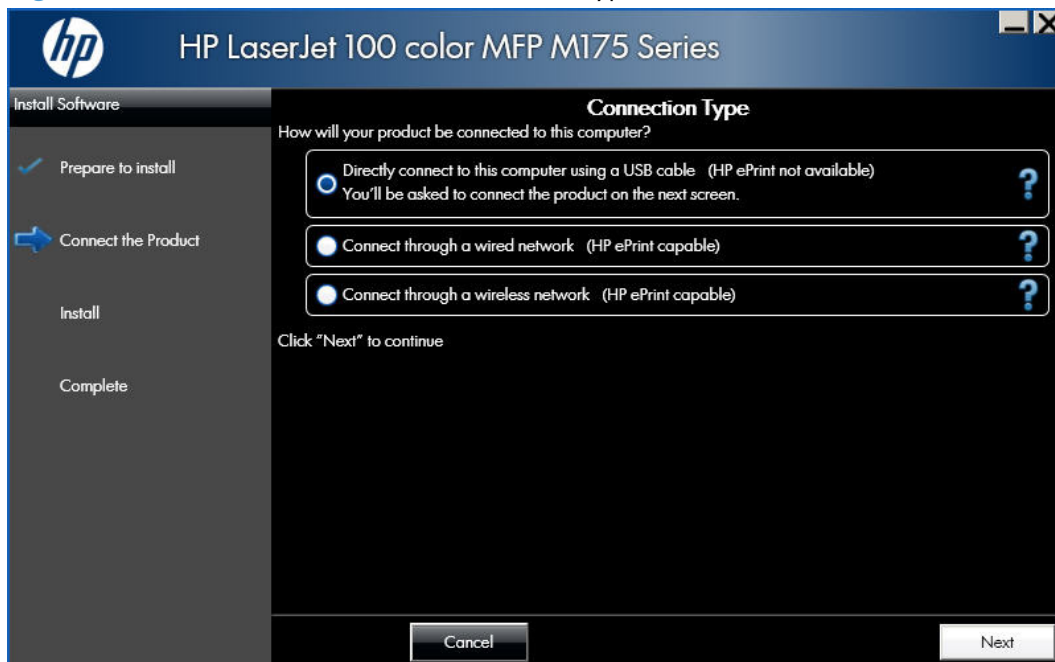 hp
HP LaserJet 100 color MFP M175 Series
Install Software
Prepare to install
Connect the Product
Install
Complete
Connection Type
How will your product be connected to this computer?
Directly connect to this computer using a USB cable (HP ePrint not available)
You'll be asked to connect the product on the next screen.
?
Connect through a wired network (HP ePrint capable)
?
Connect through a wireless network (HP ePrint capable)
?
Click "Next" to continue
Cancel
Next